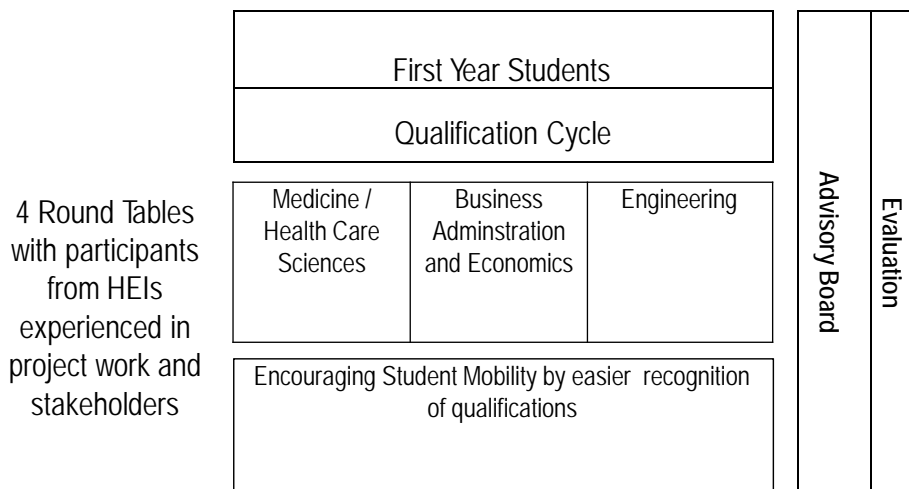 First Year Students
Qualification Cycle
4 Round Tables
with participants
from HEIs
experienced in
project work and
stakeholders
Medicine /
Health Care
Sciences
Business
Adminstration
and Economics
Engineering
Encouraging Student Mobility by easier recognition
of qualifications
Advisory Board
Evaluation